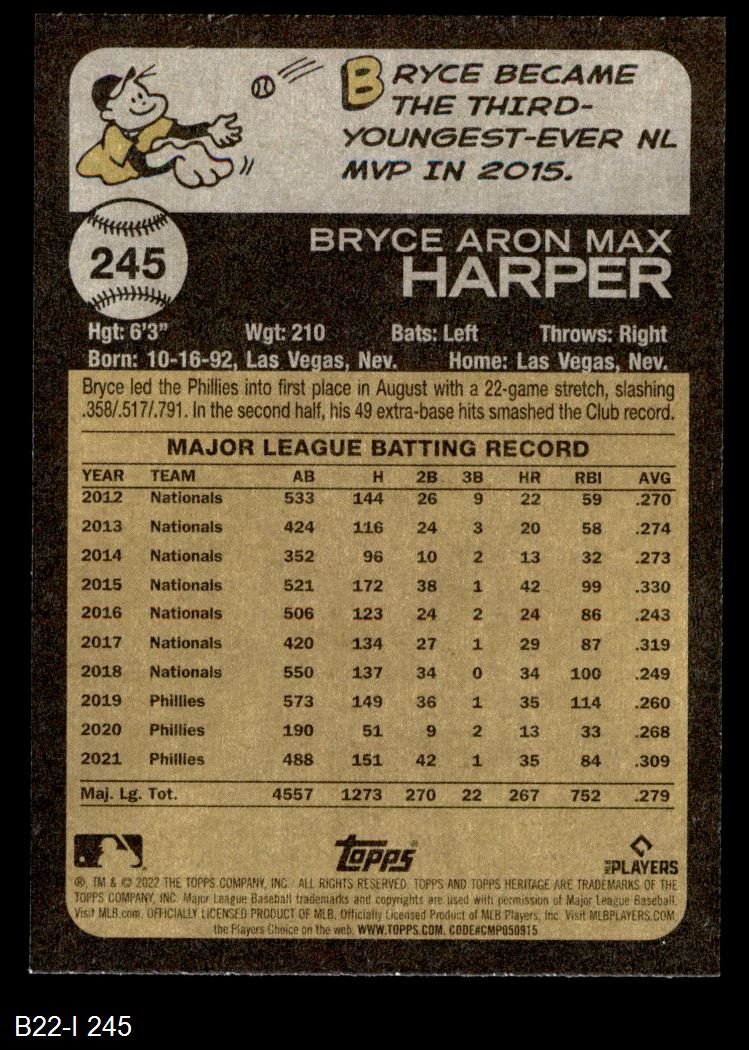 BRYCE BECAME
THE THIRD-
YOUNGEST-EVER NL
MVP IN 2015.
245
BRYCE ARON MAX
HARPER
Hgt: 6'3" Wgt: 210 Bats: Left Throws: Right
Born: 10-16-92, Las Vegas, Nev. Home: Las Vegas, Nev.
Bryce led the Phillies into first place in August with a 22-game stretch, slashing
.358/.517/.791. In the second half, his 49 extra-base hits smashed the Club record.
MAJOR LEAGUE BATTING RECORD
YEAR TEAM AB H 2B 3B HR RBI AVG
2012 Nationals 533 144 26 9 22 59 .270
2013 Nationals 424 116 24 3 20 58 .274
2014 Nationals 352 96 10 2 13 32 .273
2015 Nationals 521 172 38 1 42 99 .330
2016 Nationals 506 123 24 2 24 86 .243
2017 Nationals 420 134 27 1 29 87 .319
2018 Nationals 550 137 34 0 34 100 .249
2019 Phillies 573 149 36 1 35 114 .260
2020 Phillies 190 51 9 2 13 33 .268
2021 Phillies 488 151 42 1 35 84 .309
Maj. Lg. Tot. 4557 1273 270 22 267 752 .279
Topps® MLB PLAYERS
®, TM & © 2022 THE TOPPS COMPANY, INC. ALL RIGHTS RESERVED. TOPPS AND TOPPS HERITAGE ARE TRADEMARKS OF THE
TOPPS COMPANY, INC. Major League Baseball trademarks and copyrights are used with permission of Major League Baseball.
Visit MLB.com. OFFICIALLY LICENSED PRODUCT OF MLB. Officially Licensed Product of MLB Players, Inc. Visit MLBPLAYERS.COM,
the Players Choice on the web. WWW.TOPPS.COM. CODE#CMP050915
B22-I 245